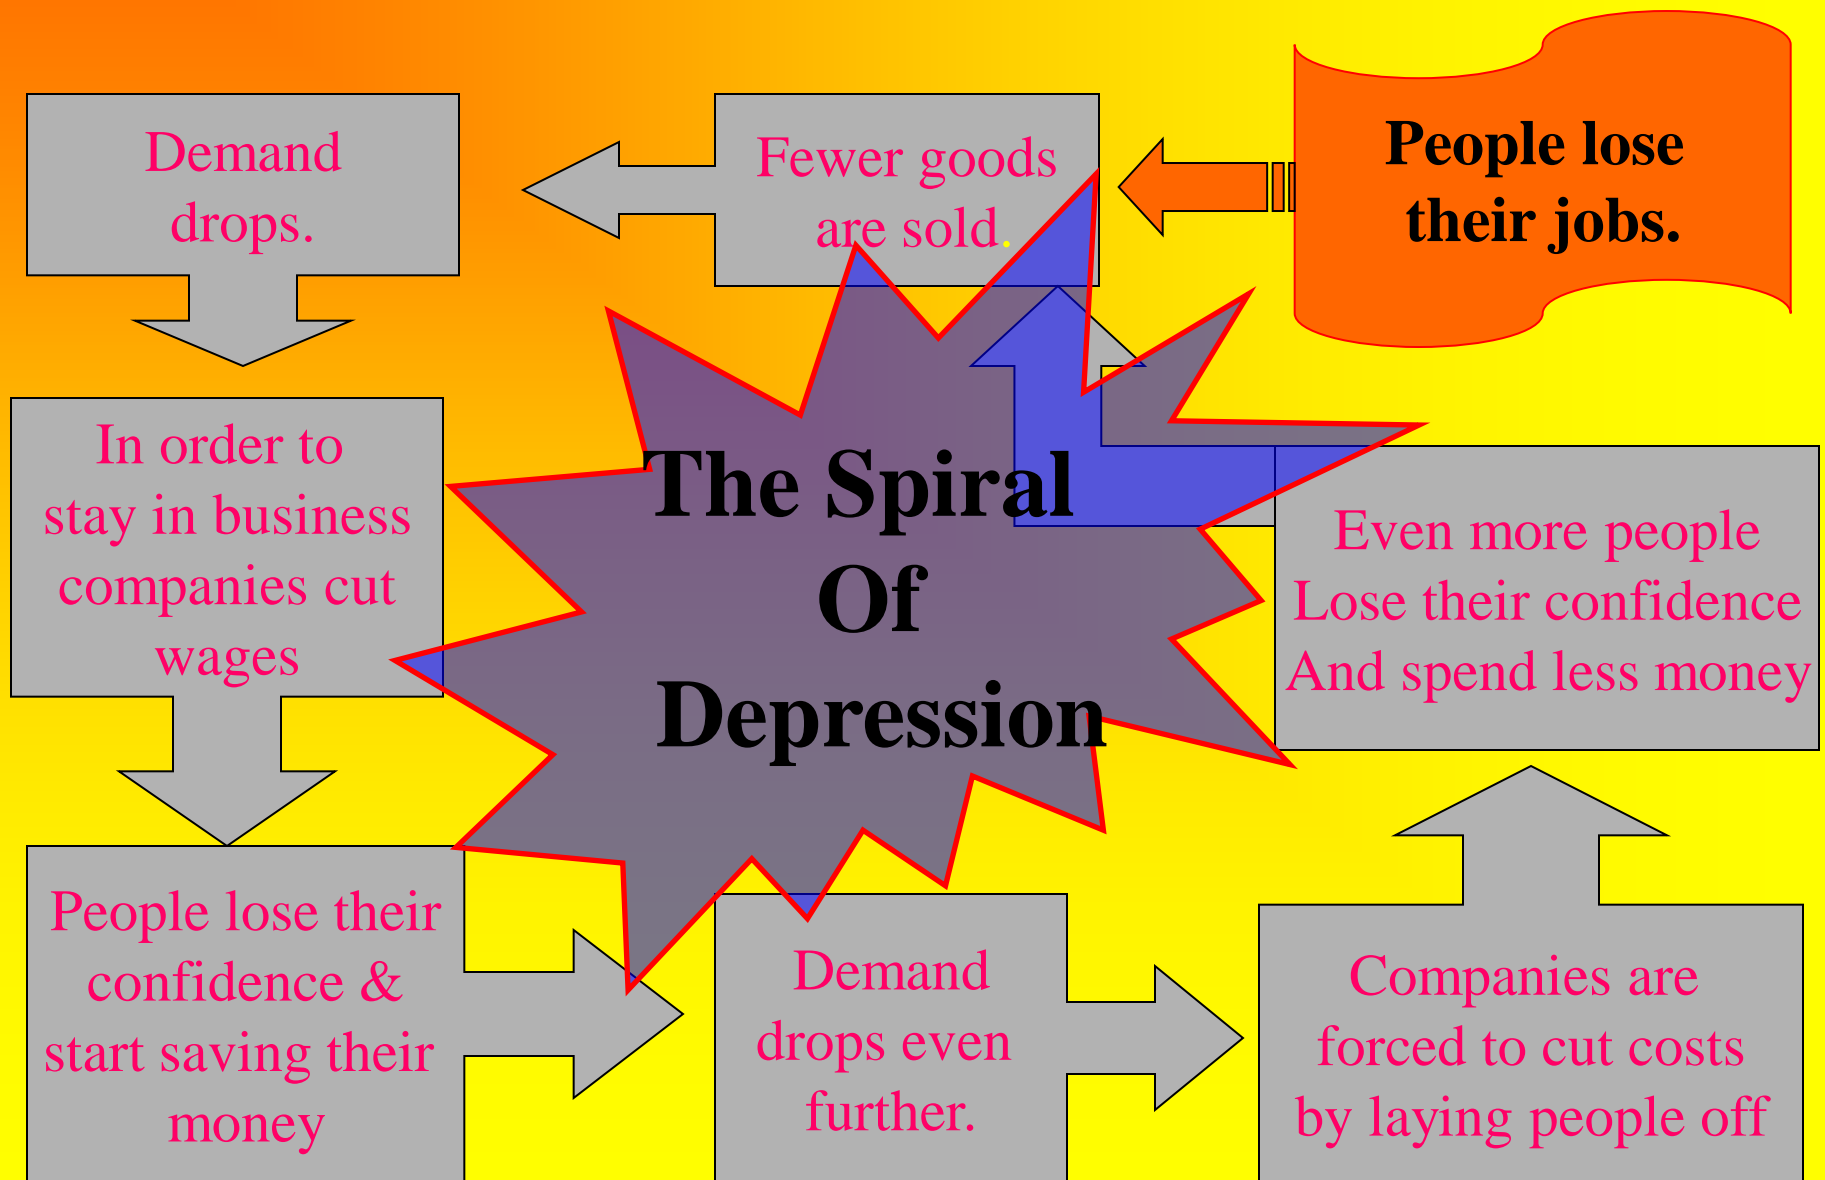 People lose
their jobs.
Fewer goods
are sold.
Demand
drops.
In order to
stay in business
companies cut
wages
People lose their
confidence &
start saving their
money
Demand
drops even
further.
Companies are
forced to cut costs
by laying people off
Even more people
Lose their confidence
And spend less money
The Spiral
Of
Depression